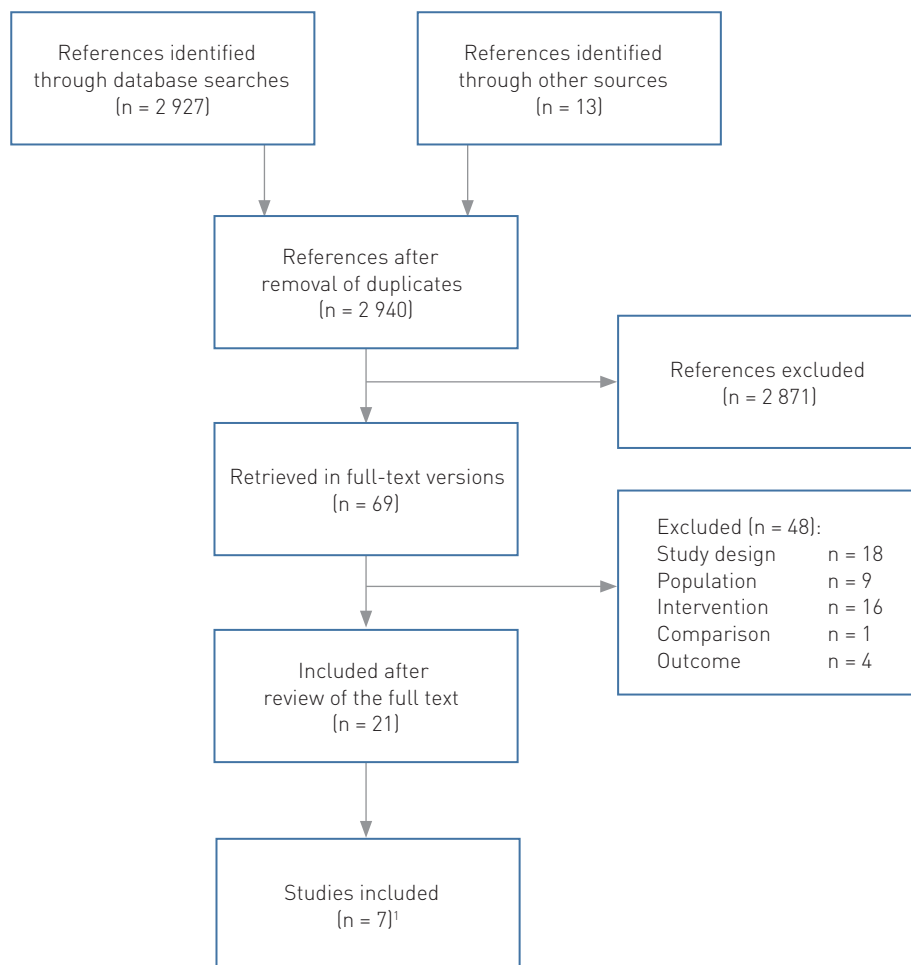 References identified
through database searches
(n = 2 927)
References identified
through other sources
(n = 13)
References after
removal of duplicates
(n = 2 940)
References excluded
(n = 2 871)
Retrieved in full-text versions
(n = 69)
Excluded (n = 48):
Study design n = 18
Population n = 9
Intervention n = 16
Comparison n = 1
Outcome n = 4
Included after
review of the full text
(n = 21)
Studies included
(n = 7)¹